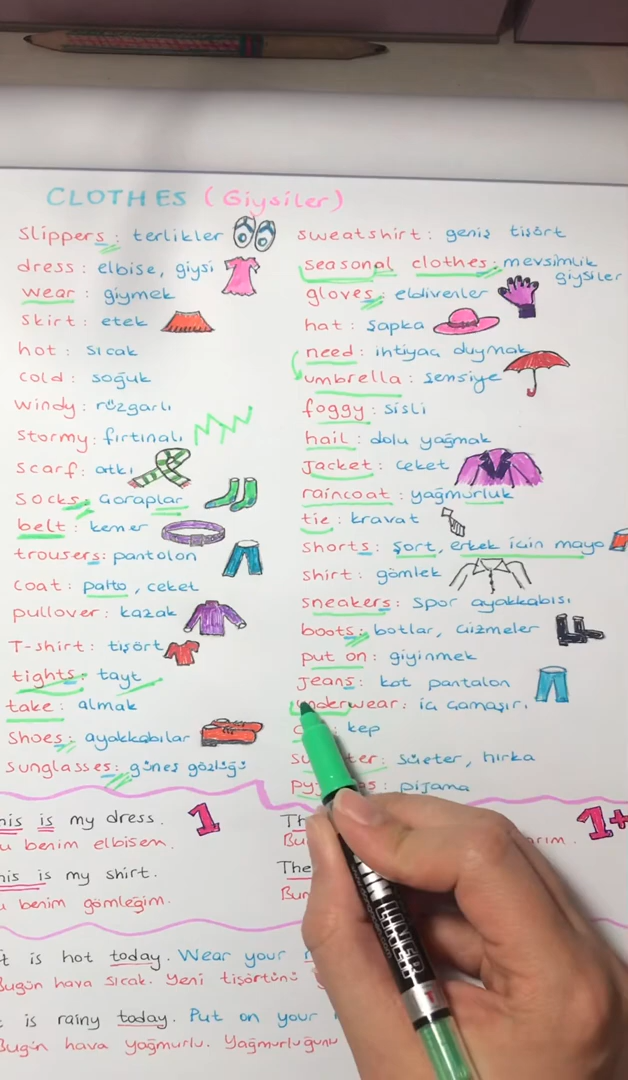 CLOTHES (Giysiler)
slippers : terlikler
dress : elbise, giysi
wear : giymek
skirt : etek
hot : sıcak
cold : soğuk
windy : rüzgarlı
stormy : fırtınalı
scarf : atkı
socks : çoraplar
belt : kemer
trousers : pantolon
coat : palto, ceket
pullover : kazak
T-shirt : tişört
tights : tayt
take : almak
shoes : ayakkabılar
sunglasses : güneş gözlüğü
sweatshirt : geniş tişört
seasonal clothes : mevsimlik
giysiler
gloves : eldivenler
hat : şapka
need : ihtiyaç duymak
umbrella : şemsiye
foggy : sisli
hail : dolu yağmak
Jacket : ceket
raincoat : yağmurluk
tie : kravat
shorts : şort, erkek için mayo
shirt : gömlek
sneakers : spor ayakkabısı
boots : botlar, çizmeler
put on : giyinmek
Jeans : kot pantolon
underwear : iç çamaşırı
kep
süeter, hırka
pijama
is my dress. 1
benim elbisem.
is my shirt.
benim gömleğim.
1+
is hot today. Wear your
Bugün hava sıcak. Yeni tişörtünü
is rainy today. Put on your
Bugün hava yağmurlu. Yağmurluğunu